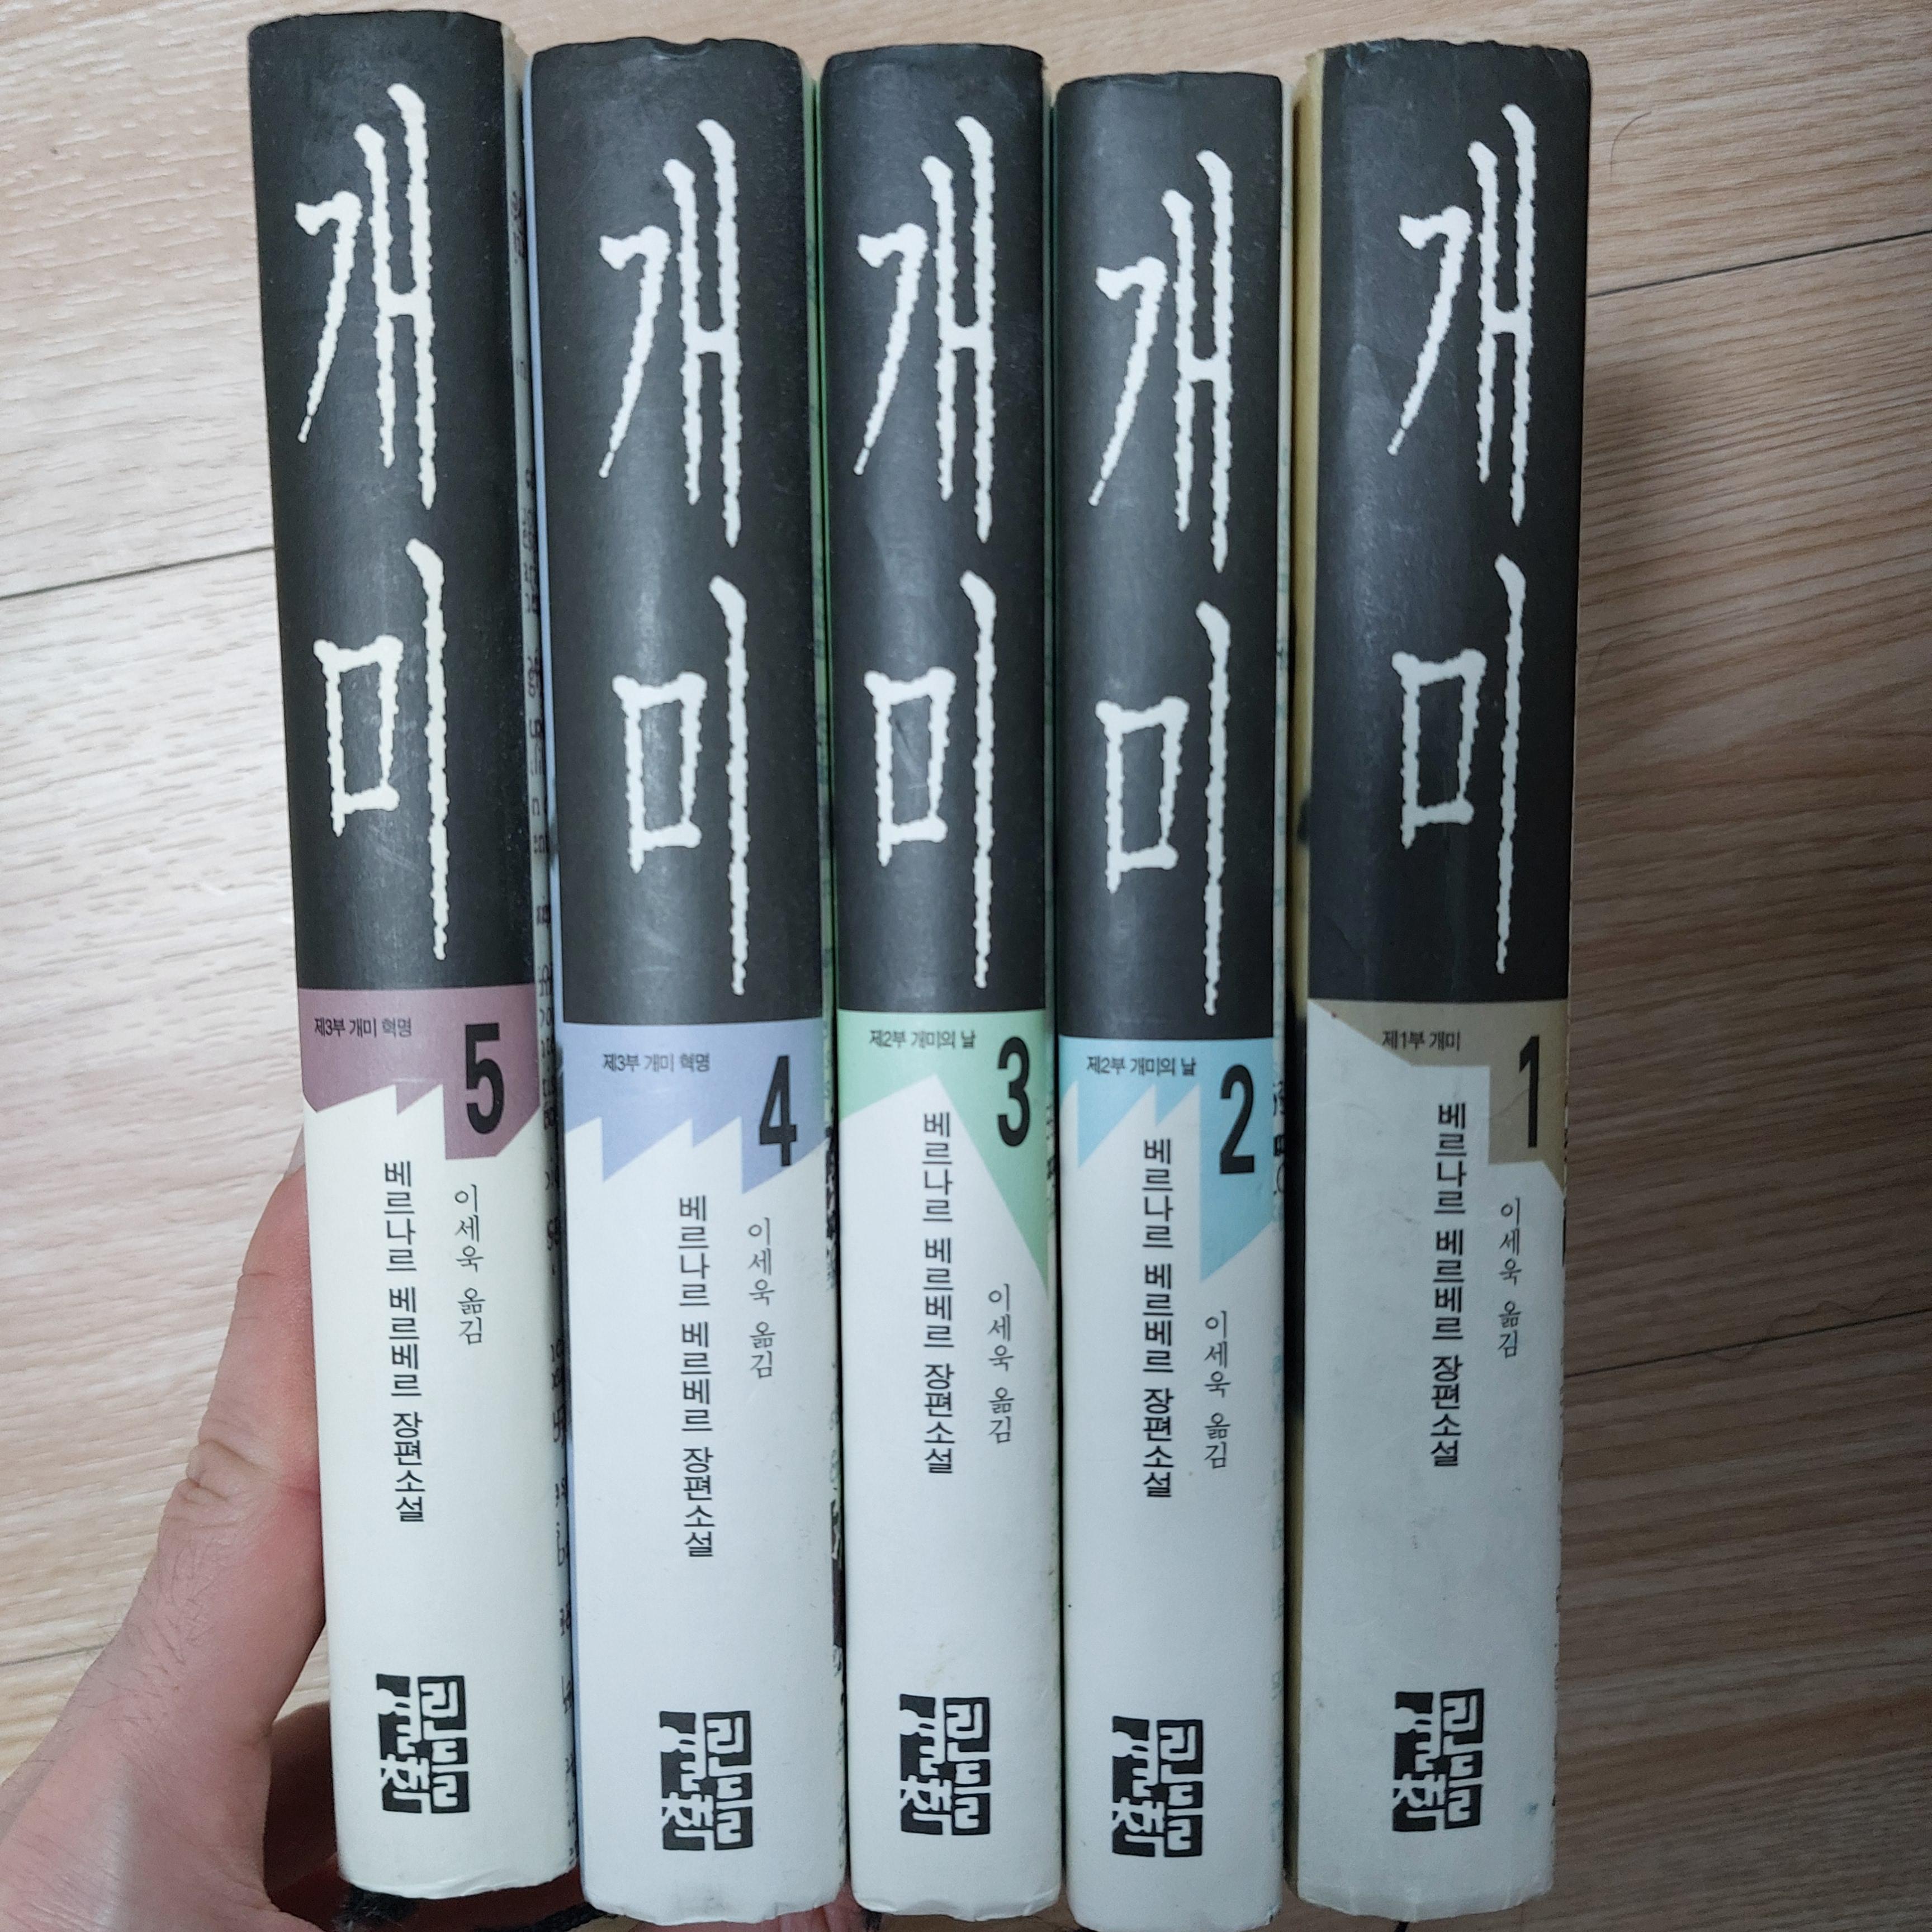 개미
제3부 개미 혁명
5
베르나르 베르베르 장편소설
이세욱 옮김
열린책들
개미
제3부 개미 혁명
4
베르나르 베르베르 장편소설
이세욱 옮김
열린책들
개미
제2부 개미의 날
3
베르나르 베르베르 장편소설
이세욱 옮김
열린책들
개미
제2부 개미의 날
2
베르나르 베르베르 장편소설
이세욱 옮김
열린책들
개미
제1부 개미
1
베르나르 베르베르 장편소설
이세욱 옮김
열린책들